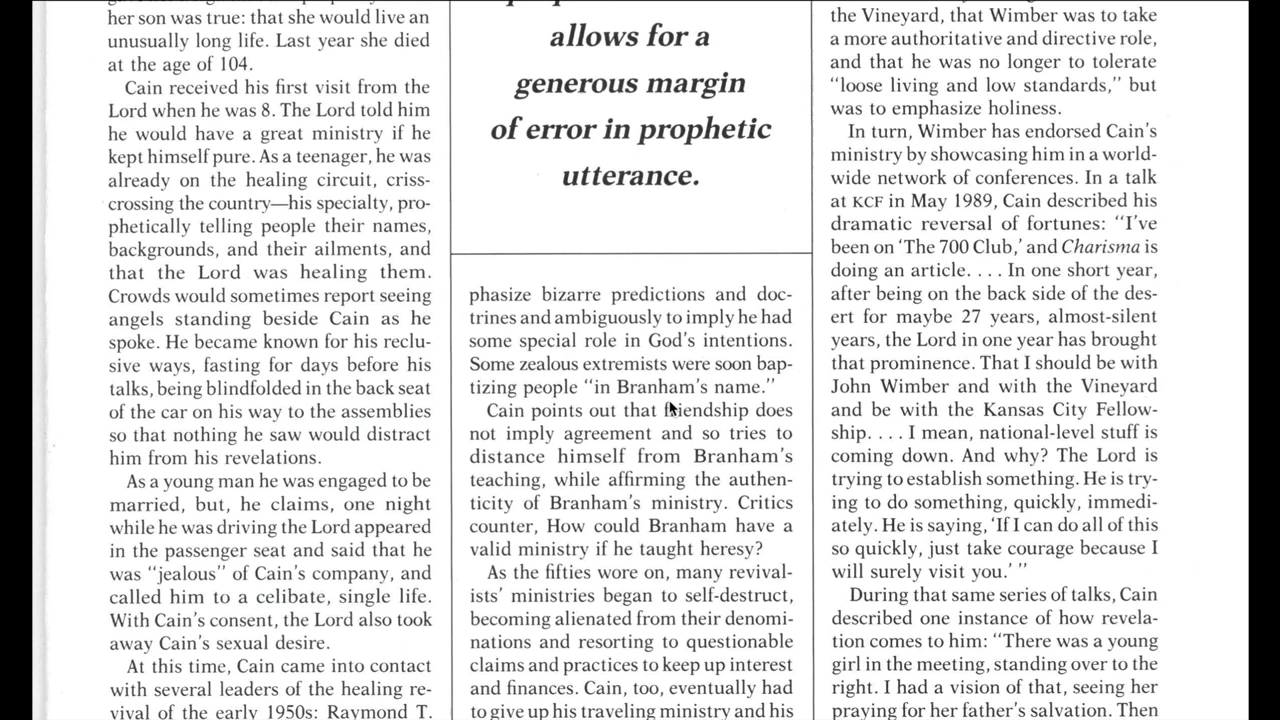 her son was true: that she would live an
unusually long life. Last year she died
at the age of 104.
Cain received his first visit from the
Lord when he was 8. The Lord told him
he would have a great ministry if he
kept himself pure. As a teenager, he was
already on the healing circuit, criss-
crossing the country—his specialty, pro-
phetically telling people their names,
backgrounds, and their ailments, and
that the Lord was healing them.
Crowds would sometimes report seeing
angels standing beside Cain as he
spoke. He became known for his reclu-
sive ways, fasting for days before his
talks, being blindfolded in the back seat
of the car on his way to the assemblies
so that nothing he saw would distract
him from his revelations.
As a young man he was engaged to be
married, but, he claims, one night
while he was driving the Lord appeared
in the passenger seat and said that he
was “jealous” of Cain’s company, and
called him to a celibate, single life.
With Cain’s consent, the Lord also took
away Cain’s sexual desire.
At this time, Cain came into contact
with several leaders of the healing re-
vival of the early 1950s: Raymond T.
allows for a
generous margin
of error in prophetic
utterance.
phasize bizarre predictions and doc-
trines and ambiguously to imply he had
some special role in God’s intentions.
Some zealous extremists were soon bap-
tizing people “in Branham’s name.”
Cain points out that friendship does
not imply agreement and so tries to
distance himself from Branham’s
teaching, while affirming the authen-
ticity of Branham’s ministry. Critics
counter, How could Branham have a
valid ministry if he taught heresy?
As the fifties wore on, many revival-
ists’ ministries began to self-destruct,
becoming alienated from their denomi-
nations and resorting to questionable
claims and practices to keep up interest
and finances. Cain, too, eventually had
to give up his traveling ministry and his
the Vineyard, that Wimber was to take
a more authoritative and directive role,
and that he was no longer to tolerate
“loose living and low standards,” but
was to emphasize holiness.
In turn, Wimber has endorsed Cain’s
ministry by showcasing him in a world-
wide network of conferences. In a talk
at KCF in May 1989, Cain described his
dramatic reversal of fortunes: “I’ve
been on ‘The 700 Club,’ and Charisma is
doing an article. . . . In one short year,
after being on the back side of the des-
ert for maybe 27 years, almost-silent
years, the Lord in one year has brought
that prominence. That I should be with
John Wimber and with the Vineyard
and be with the Kansas City Fellow-
ship. . . . I mean, national-level stuff is
coming down. And why? The Lord is
trying to establish something. He is try-
ing to do something, quickly, immedi-
ately. He is saying, ‘If I can do all of this
so quickly, just take courage because I
will surely visit you.’ ”
During that same series of talks, Cain
described one instance of how revela-
tion comes to him: “There was a young
girl in the meeting, standing over to the
right. I had a vision of that, seeing her
praying for her father’s salvation. Then